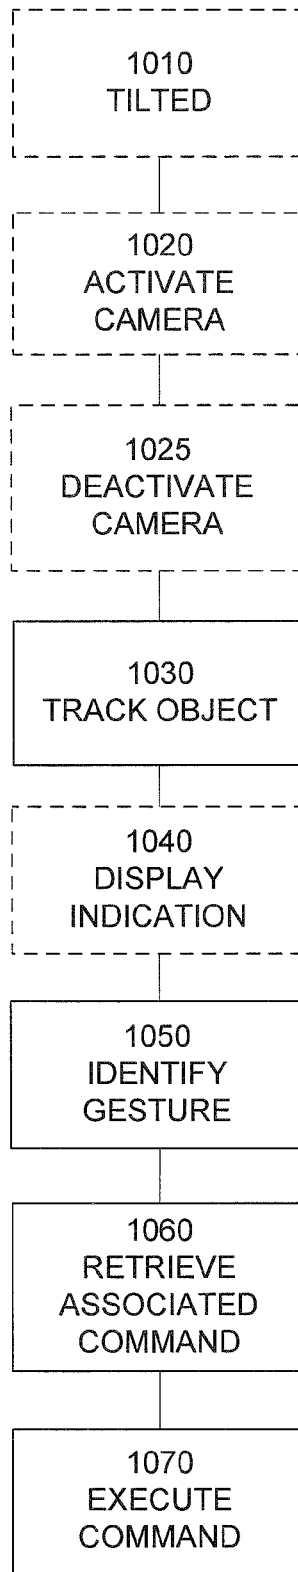 1010
TILTED
1020
ACTIVATE
CAMERA
1025
DEACTIVATE
CAMERA
1030
TRACK OBJECT
1040
DISPLAY
INDICATION
1050
IDENTIFY
GESTURE
1060
RETRIEVE
ASSOCIATED
COMMAND
1070
EXECUTE
COMMAND